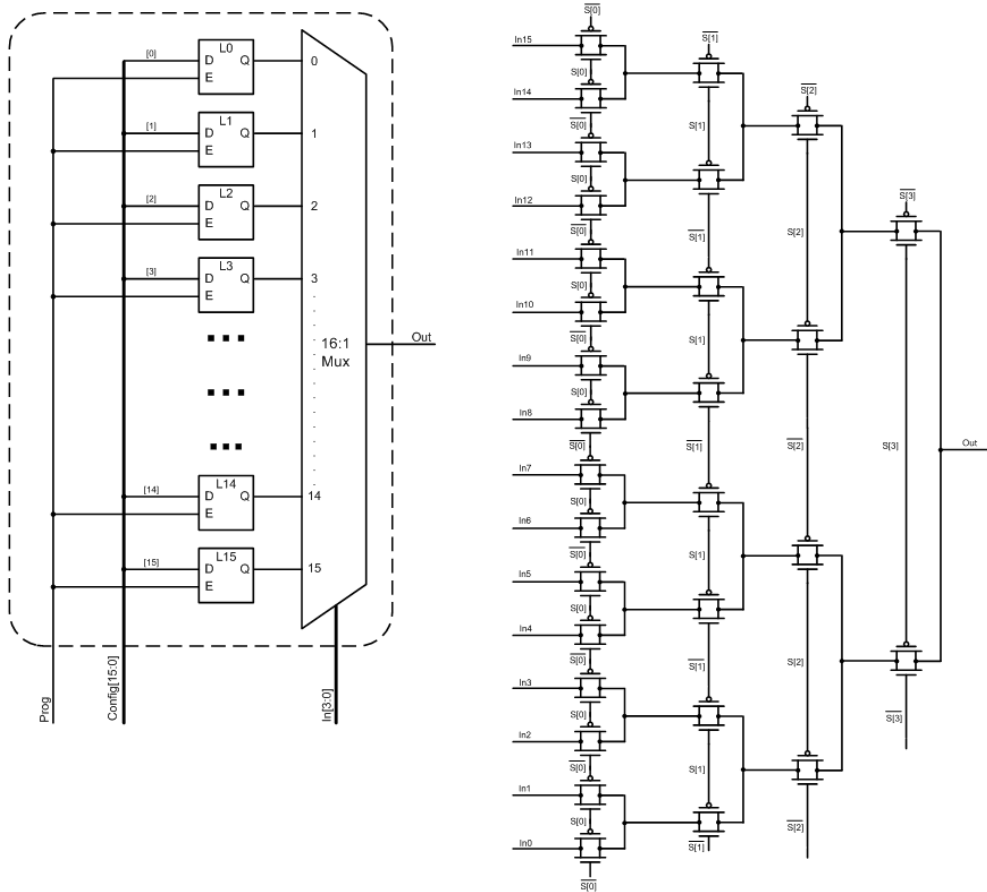 L0
[0]
D Q
E
0
L1
[1]
D Q
E
1
L2
[2]
D Q
E
2
L3
[3]
D Q
E
3
16:1
Mux
Out
L14
[14]
D Q
E
14
L15
[15]
D Q
E
15
Prog
Config[15:0]
In[3:0]
S[0]
In15
S[0]
In14
S[0]
In13
S[0]
In12
S[0]
In11
S[0]
In10
S[0]
In9
S[0]
In8
S[0]
In7
S[0]
In6
S[0]
In5
S[0]
In4
S[0]
In3
S[0]
In2
S[0]
In1
S[0]
In0
S[0]
S[1]
S[1]
S[1]
S[1]
S[1]
S[1]
S[1]
S[1]
S[1]
S[2]
S[2]
S[2]
S[2]
S[2]
S[3]
S[3]
S[3]
Out